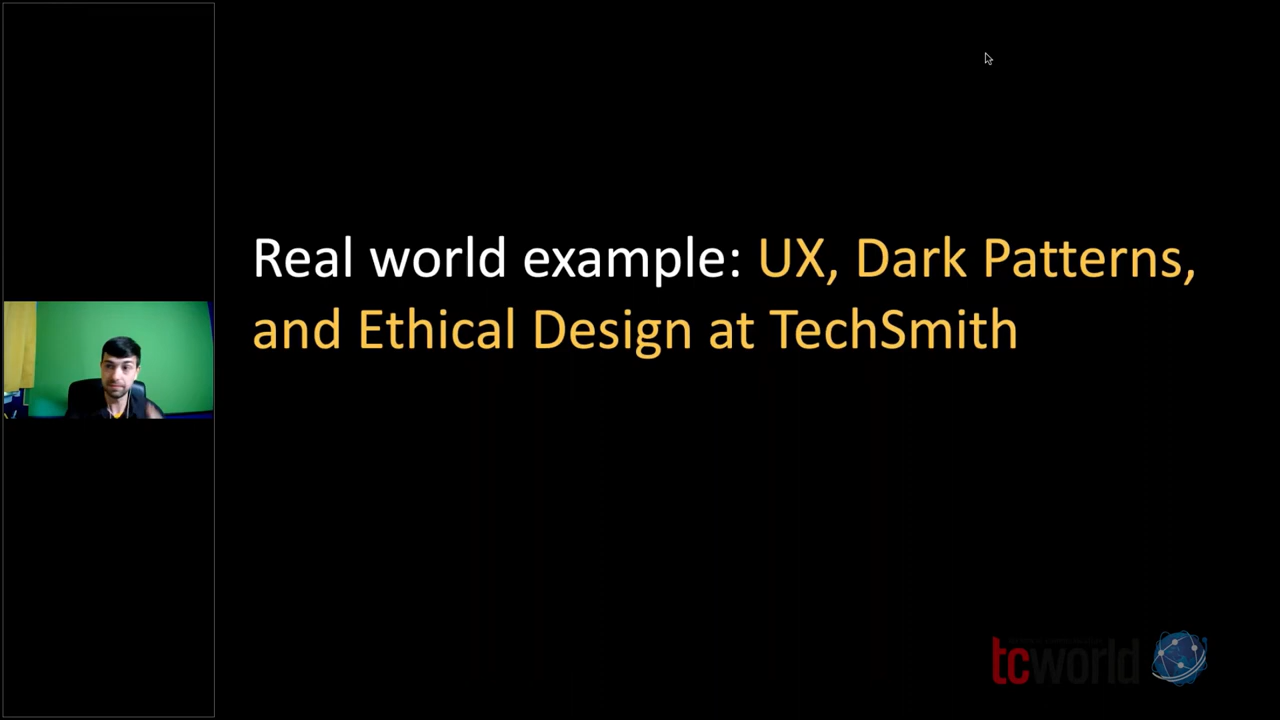 Real world example: UX, Dark Patterns,
and Ethical Design at TechSmith
tcworld